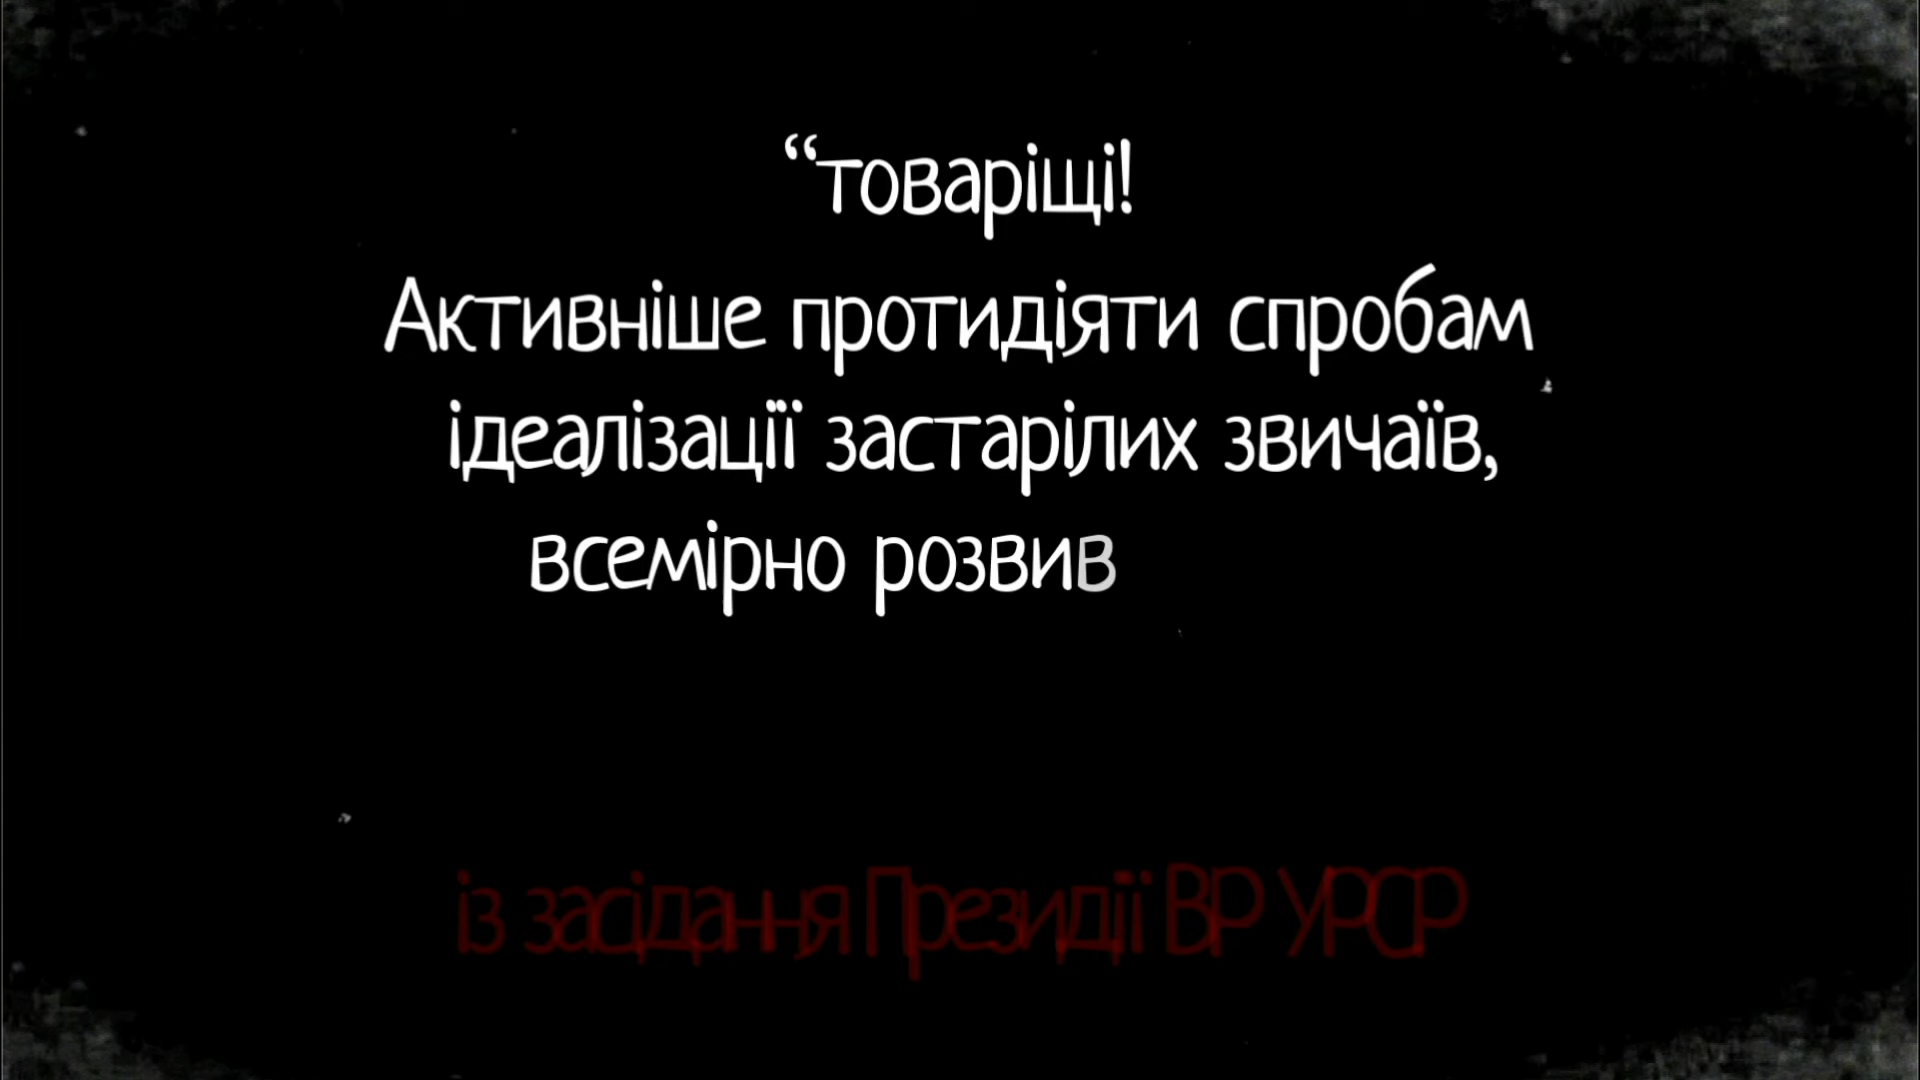 “товаріщі!
Активніше протидіяти спробам
ідеалізації застарілих звичаїв,
всемірно розвив
із засідання Президії ВР УРСР